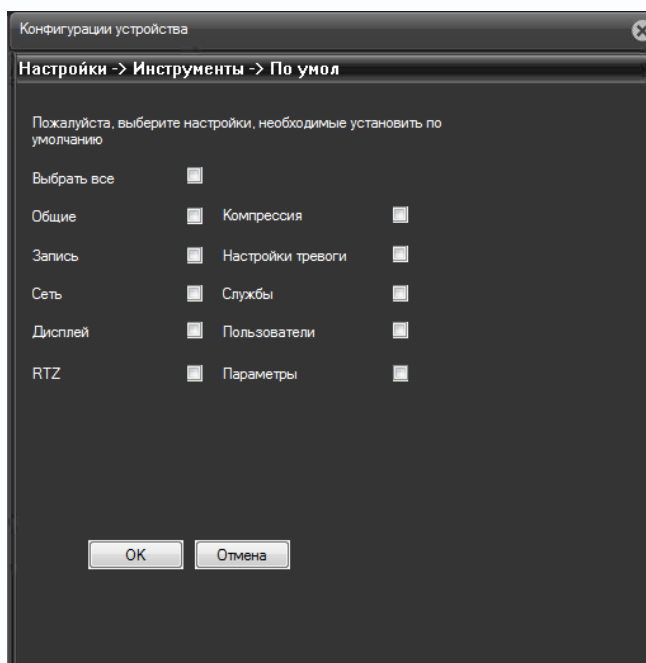 Конфигурации устройства
Настройки -> Инструменты -> По умол
Пожалуйста, выберите настройки, необходимые установить по
умолчанию
Выбрать все
Общие Компрессия
Запись Настройки тревоги
Сеть Службы
Дисплей Пользователи
RTZ Параметры
OK Отмена